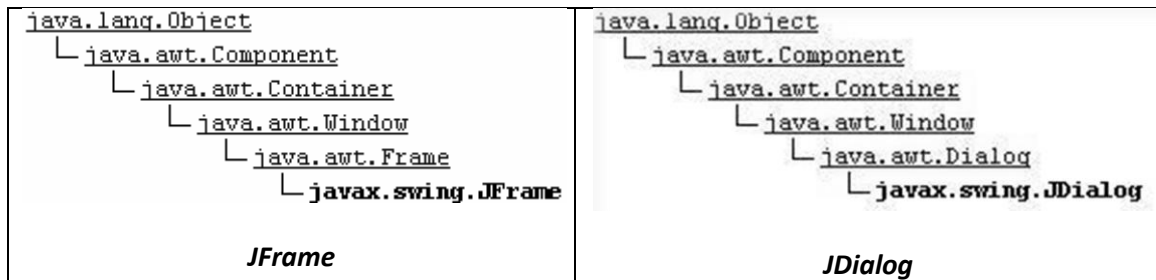 java.lang.Object
java.awt.Component
java.awt.Container
java.awt.Window
java.awt.Frame
javax.swing.JFrame
JFrame
java.lang.Object
java.awt.Component
java.awt.Container
java.awt.Window
java.awt.Dialog
javax.swing.JDialog
JDialog